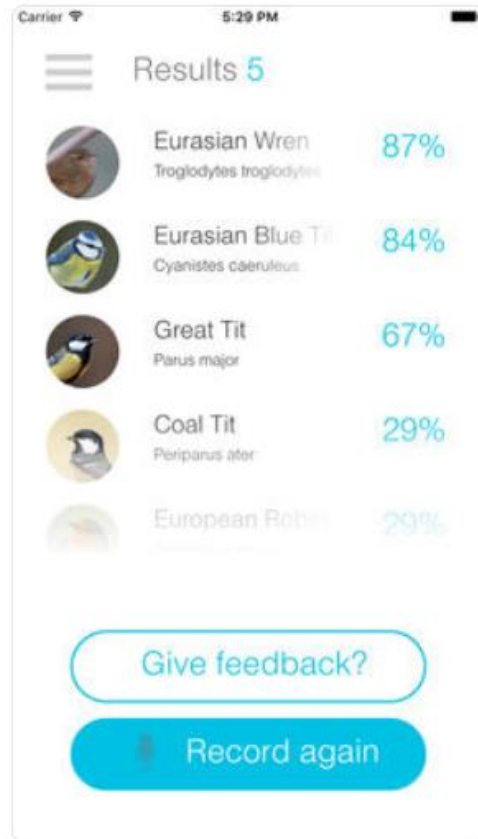 Carrier 5:29 PM
Results 5
Eurasian Wren 87%
Troglodytes troglodytes
Eurasian Blue Ti
84%
Cyanistes caeruleus
Great Tit 67%
Parus major
Coal Tit 29%
Periparus ater
European Rob
29%
Give feedback?
Record again